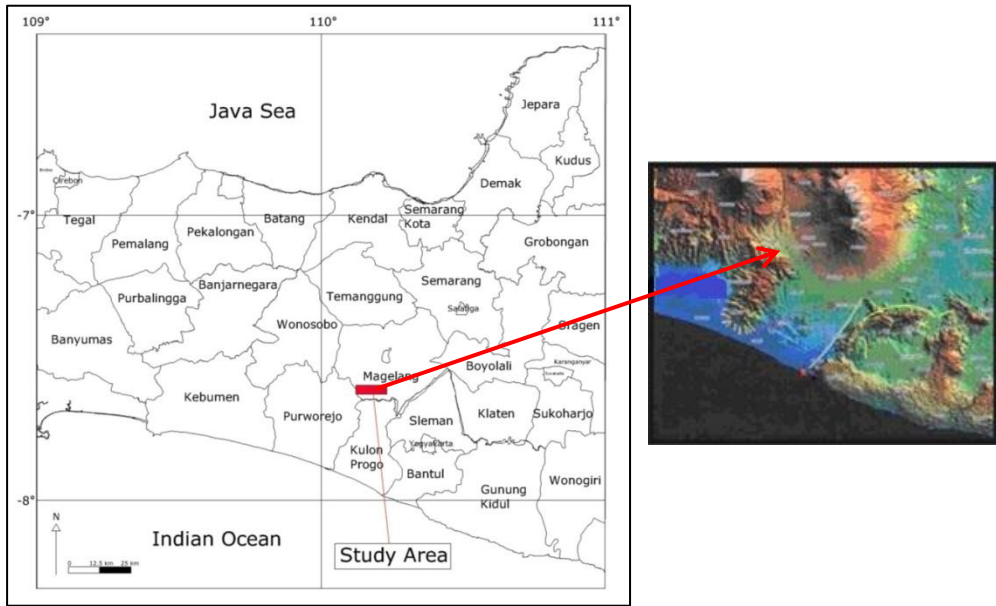 109°
110°
111°
Java Sea
Jepara
Kudus
Demak
Cirebon
-7°
Tegal
Pemalang
Pekalongan
Batang
Kendal
Semarang
Kota
Grobongan
Purbalingga
Banjarnegara
Temanggung
Semarang
Salatiga
Sragen
Banyumas
Wonosobo
Boyolali
Karanganyar
Magelang
Kebumen
Purworejo
Sleman
Klaten
Sukoharjo
Yogyakarta
Kulon
Progo
Bantul
Gunung
Kidul
Wonogiri
-8°
N
Indian Ocean
Study Area
0 12.5 km 25 km